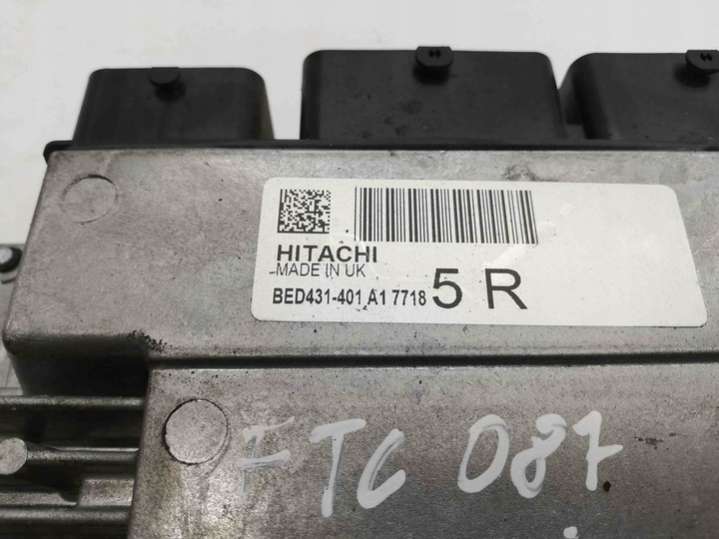 HITACHI
MADE IN UK
BED431-401 A1 7718 5 R
FTC 087